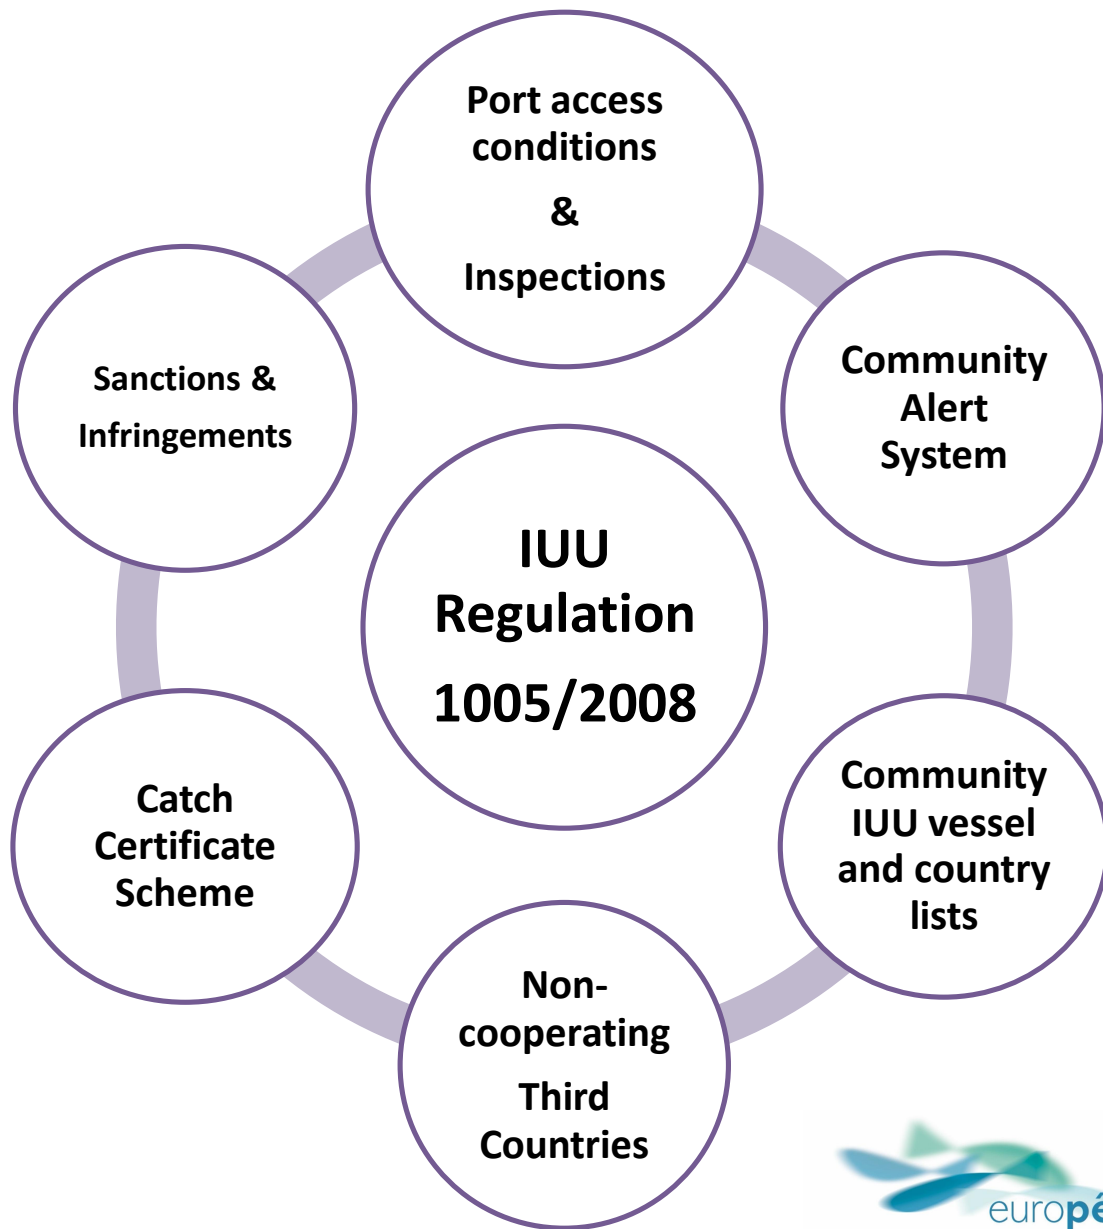 Port access
conditions
&
Inspections
Sanctions &
Infringements
Community
Alert
System
IUU
Regulation
1005/2008
Catch
Certificate
Scheme
Community
IUU vessel
and country
lists
Non-
cooperating
Third
Countries
europê